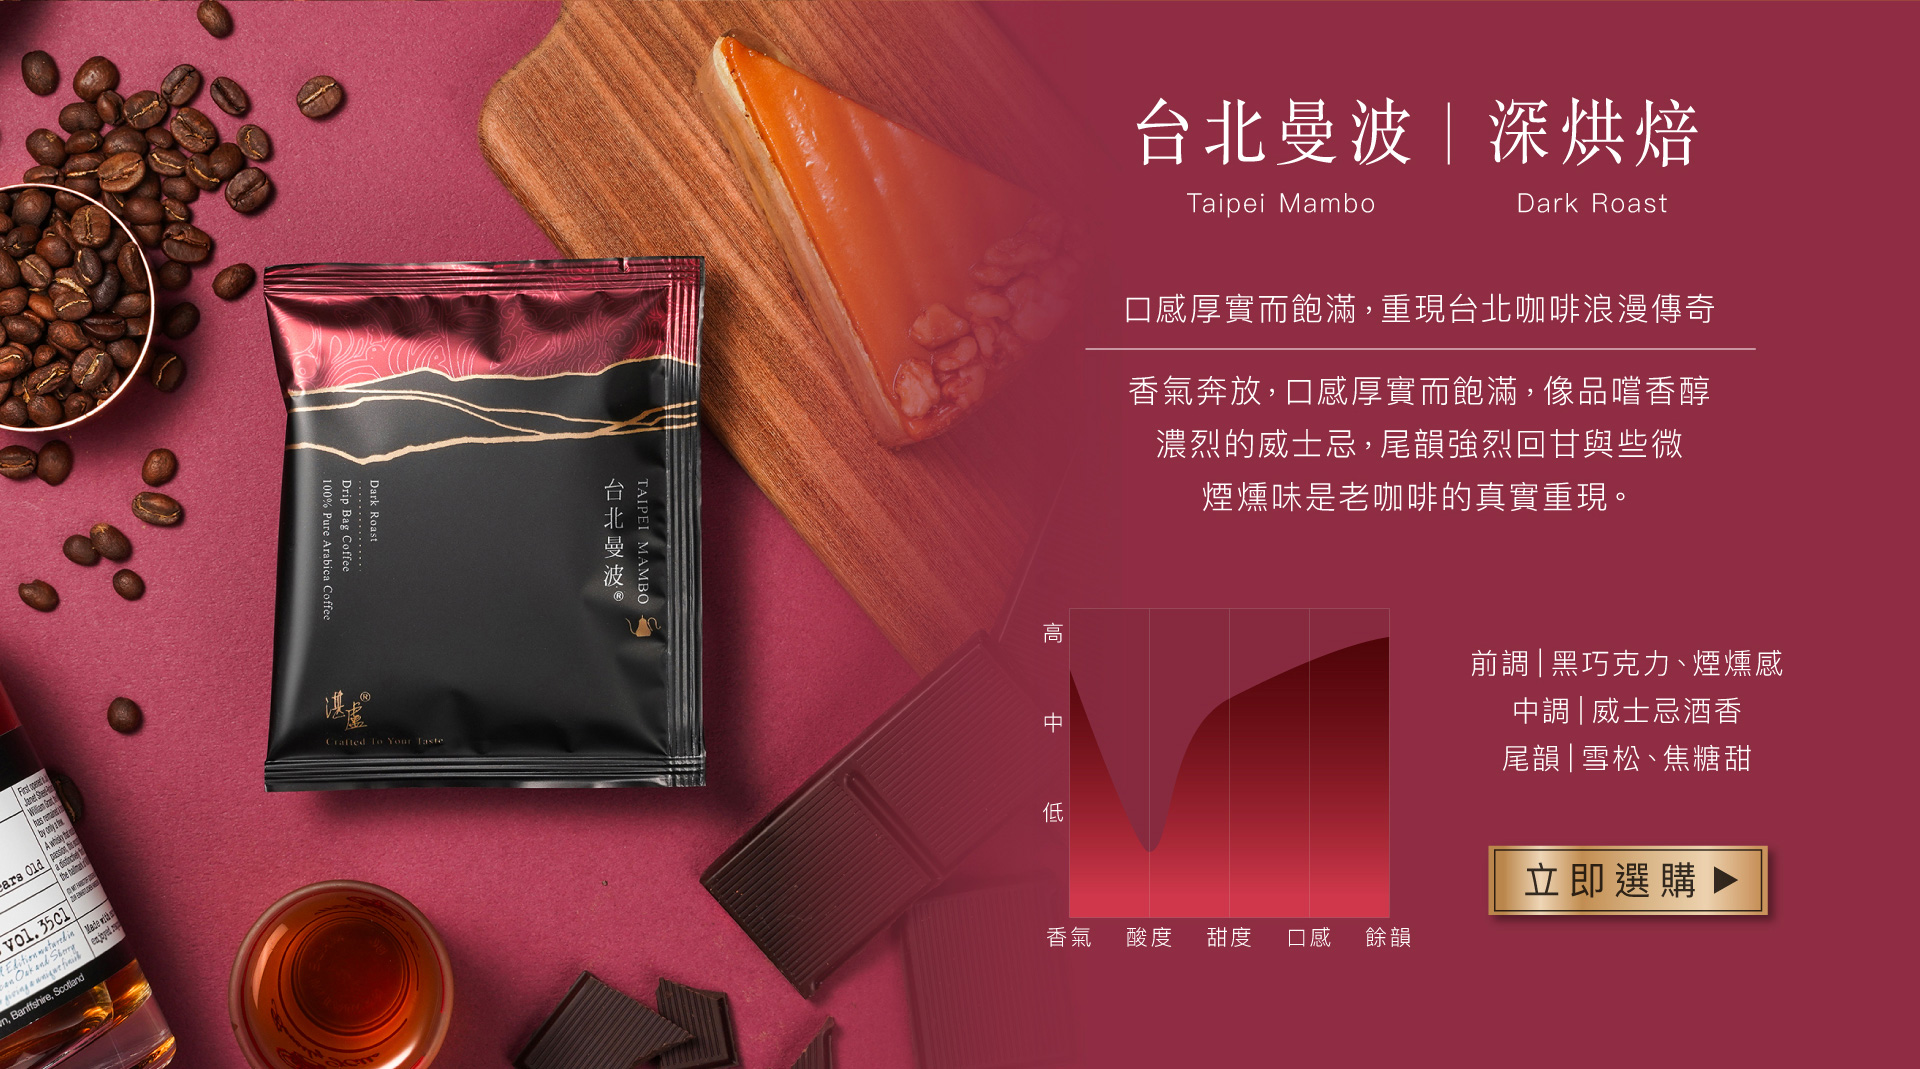 台北曼波｜深烘焙
Taipei Mambo Dark Roast
口感厚實而飽滿，重現台北咖啡浪漫傳奇
香氣奔放，口感厚實而飽滿，像品嚐香醇
濃烈的威士忌，尾韻強烈回甘與些微
煙燻味是老咖啡的真實重現。
高
中
低
香氣 酸度 甜度 口感 餘韻
前調｜黑巧克力、煙燻感
中調｜威士忌酒香
尾韻｜雪松、焦糖甜
立即選購▶
TAIPEI MAMBO
台北曼波®
Dark Roast
Drip Bag Coffee
100% Pure Arabica Coffee
湛盧®
Crafted To Your Taste
ears Old
Vol. 35Cl
Banffshire, Scotland